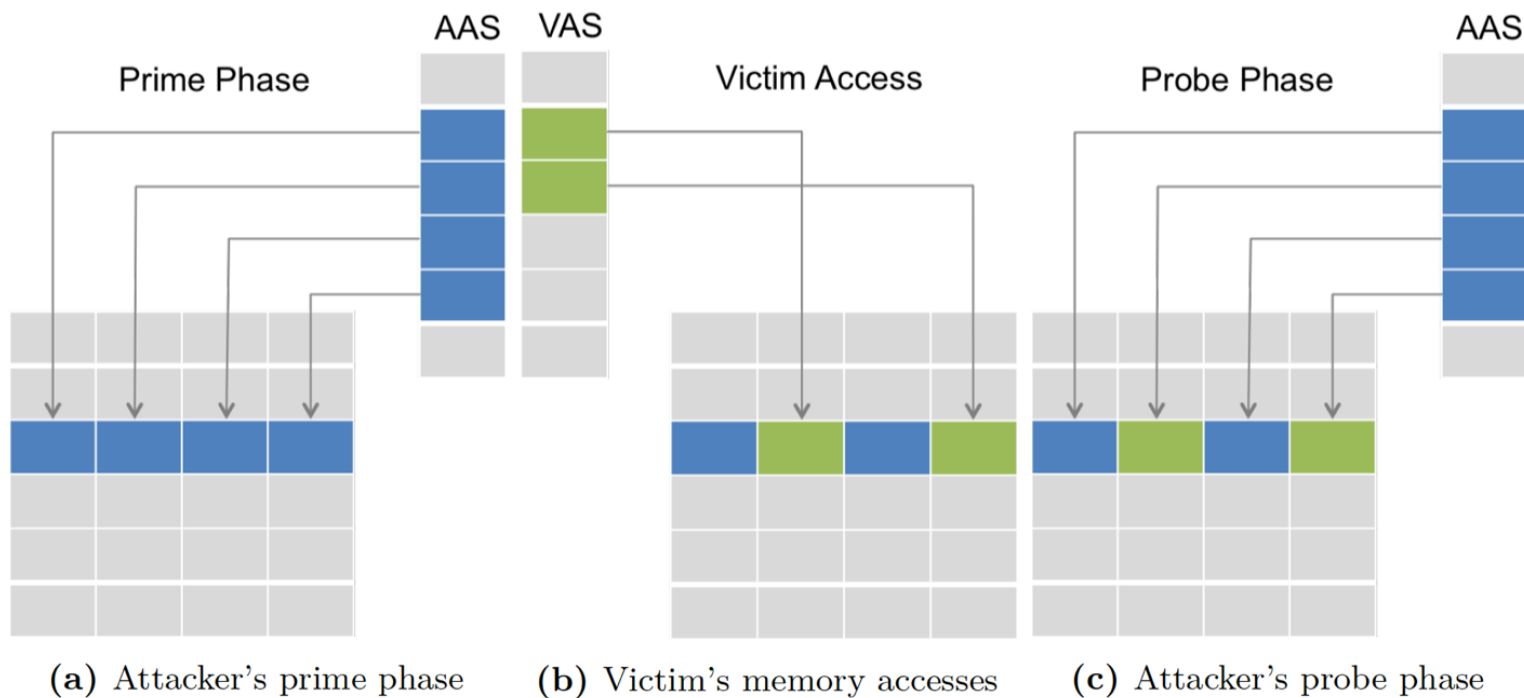 AAS VAS AAS
Prime Phase Victim Access Probe Phase
(a) Attacker's prime phase (b) Victim's memory accesses (c) Attacker's probe phase